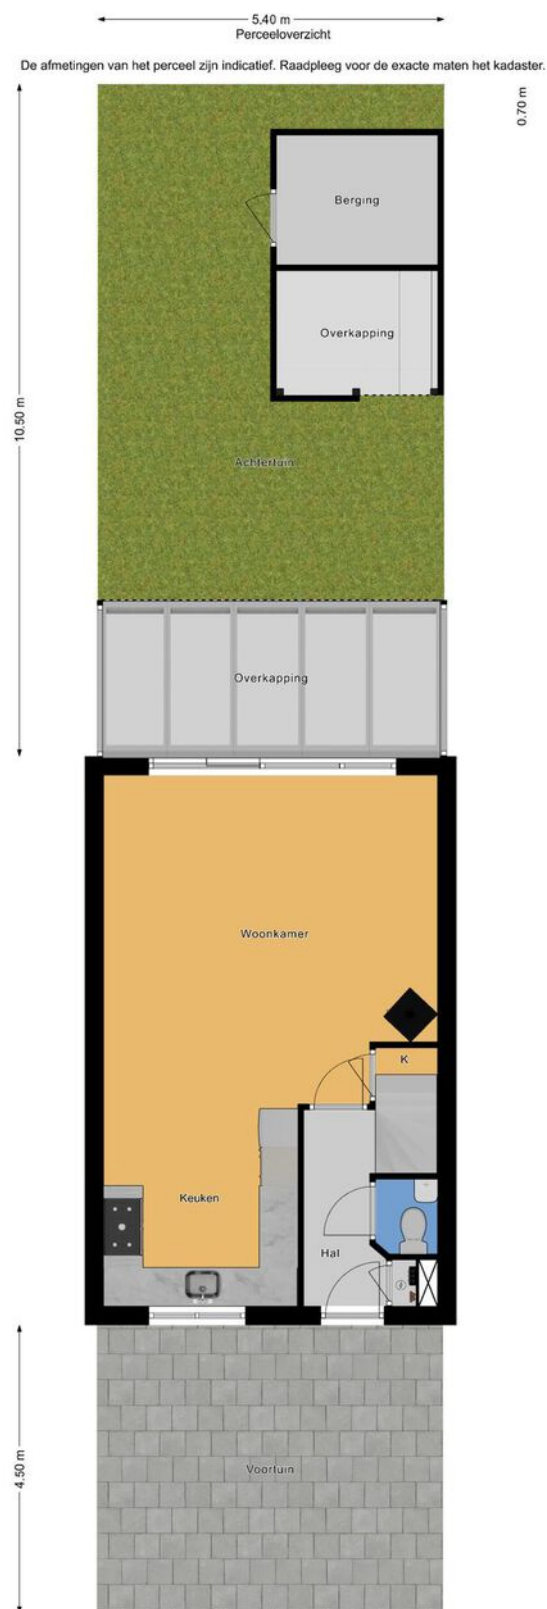 5.40 m
Perceeloverzicht
De afmetingen van het perceel zijn indicatief. Raadpleeg voor de exacte maten het kadaster.
0.70 m
Berging
Overkapping
10.50 m
Achtertuin
Overkapping
Woonkamer
K
Keuken
Hal
4.50 m
Voortuin